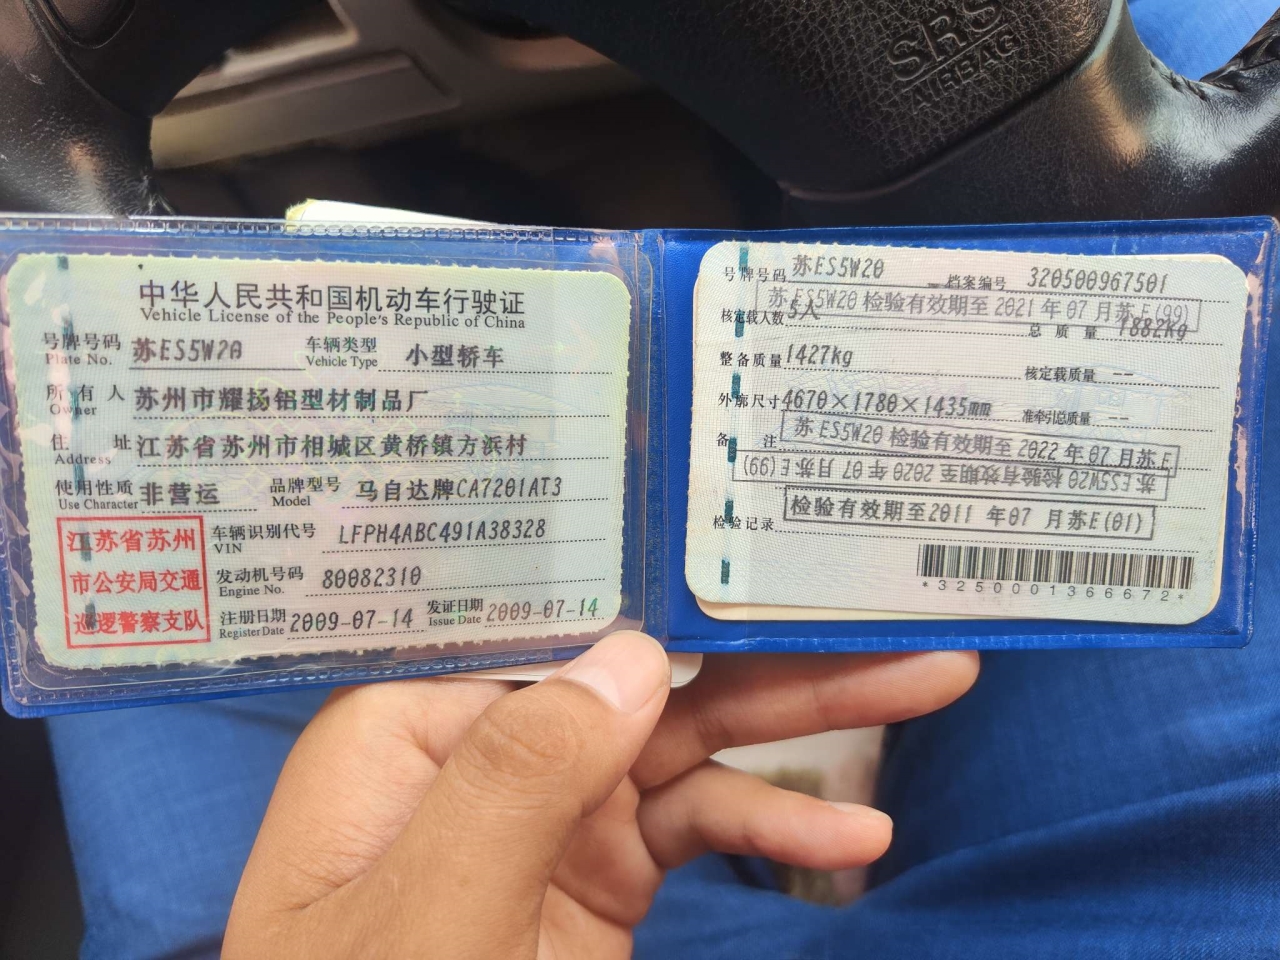 SRS
AIRBAG
中华人民共和国机动车行驶证
Vehicle License of the People's Republic of China
号牌号码 苏ES5W20 车辆类型 小型轿车
Plate No. Vehicle Type
所有人 苏州市耀扬铝型材制品厂
Owner
住址 江苏省苏州市相城区黄桥镇方浜村
Address
使用性质 非营运 品牌型号 马自达牌CA7201AT3
Use Character Model
江苏省苏州
市公安局交通
巡逻警察支队
车辆识别代号 LFPH4ABC491A38328
VIN
发动机号码 80082310
Engine No.
注册日期 2009-07-14 发证日期 2009-07-14
Register Date Issue Date
号牌号码 苏ES5W20 档案编号 320500967501
苏ES5W20 检验有效期至 2021 年 07 月苏E(99)
核定载人数 5人 总质量 1882kg
整备质量 1427kg 核定载质量 --
外廓尺寸 4670×1780×1435mm 准牵引总质量 --
苏ES5W20 检验有效期至 2022 年 07 月苏E
备注
苏ES5W20 检验有效期至 2020 年 07 月苏E(99)
检验记录 检验有效期至2011 年07 月苏E(01)
*3250001366672*